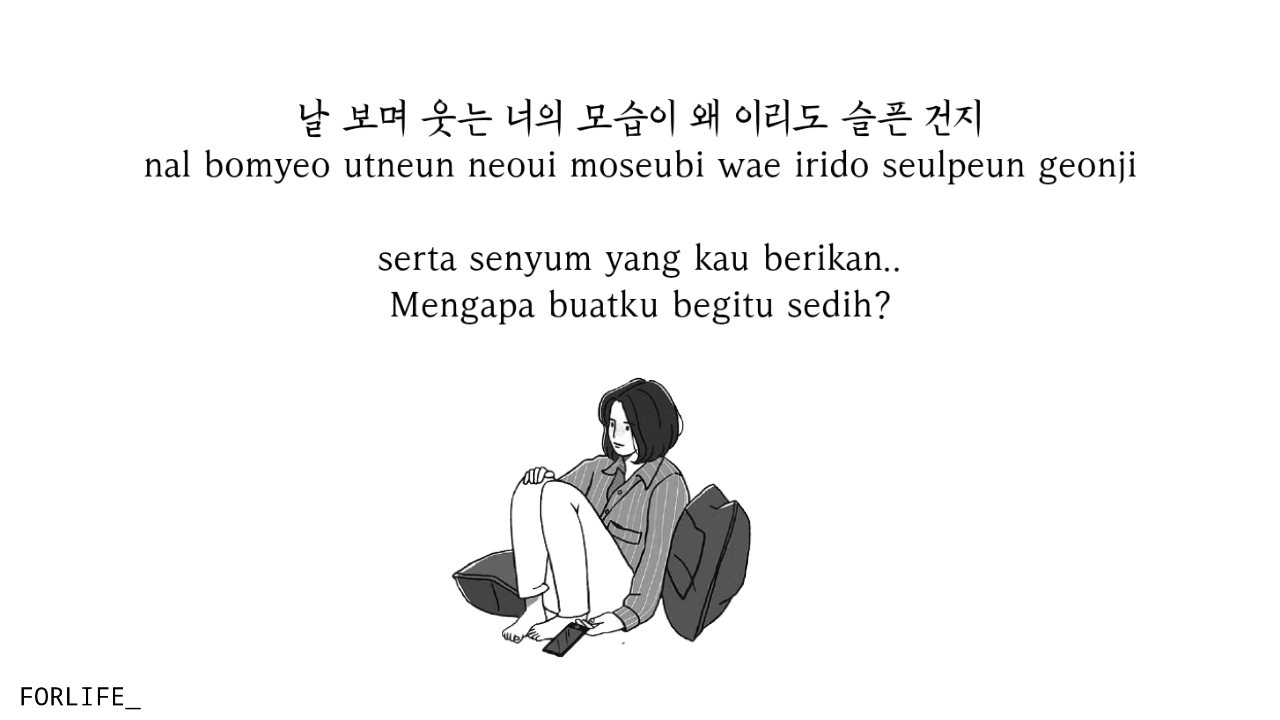 날 보며 웃는 너의 모습이 왜 이리도 슬픈 건지
nal bomyeo utneun neoui moseubi wae irido seulpeun geonji
serta senyum yang kau berikan..
Mengapa buatku begitu sedih?
FORLIFE_